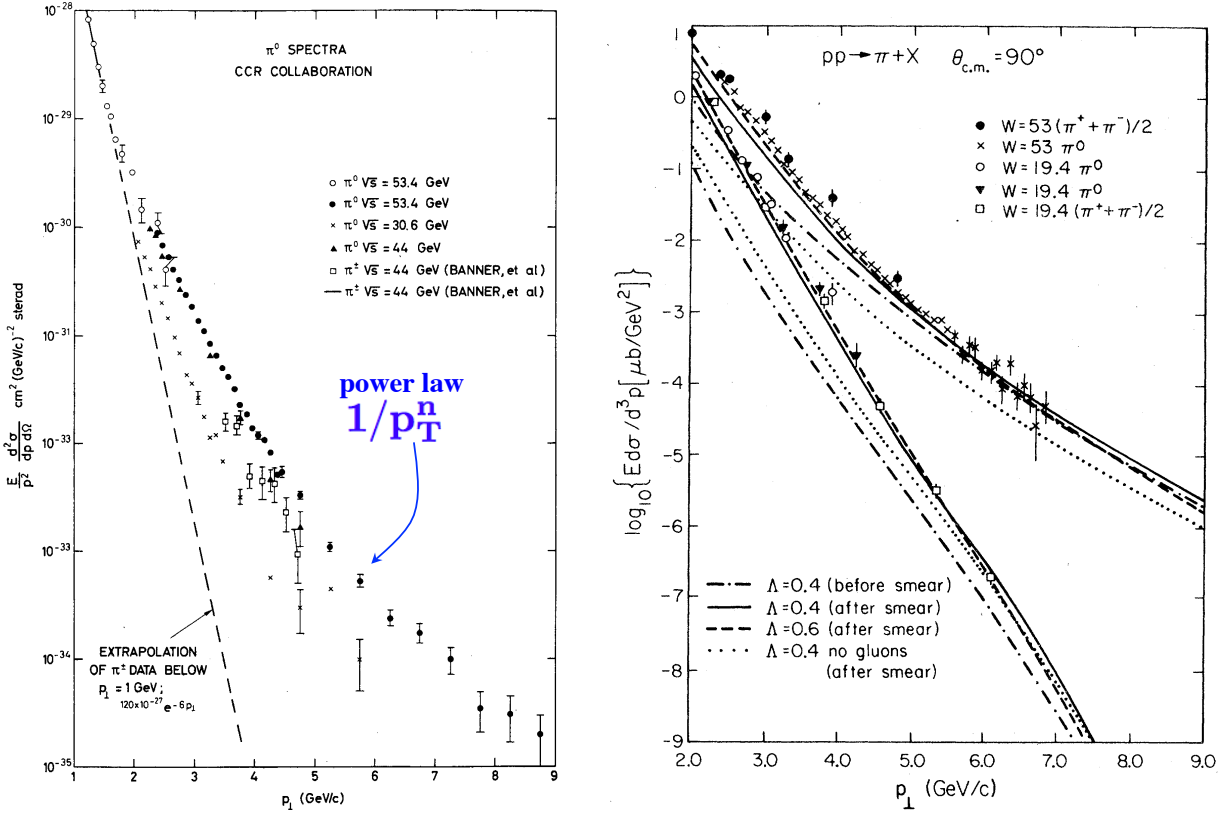 10⁻²⁸
10⁻²⁹
10⁻³⁰
10⁻³¹
10⁻³³
10⁻³³
10⁻³⁴
10⁻³⁵
E/p² d²σ/dp dΩ cm² (GeV/c)⁻² sterad
π⁰ SPECTRA
CCR COLLABORATION
π⁰ √s = 53.4 GeV
π⁰ √s = 53.4 GeV
π⁰ √s = 30.6 GeV
π⁰ √s = 44 GeV
π± √s = 44 GeV (BANNER, et al)
π± √s = 44 GeV (BANNER, et al)
power law
1/pₜⁿ
EXTRAPOLATION
OF π± DATA BELOW
p⊥ = 1 GeV ;
120×10⁻²⁷ e⁻⁶ᵖ⊥
1 2 3 4 5 6 7 8
p⊥ (GeV/c)
pp→π+X θc.m. = 90°
W = 53 (π⁺ + π⁻)/2
W = 53 π⁰
W = 19.4 π⁰
W = 19.4 π⁰
W = 19.4 (π⁺ + π⁻)/2
1
0
-1
-2
-3
-4
-5
-6
-7
-8
-9
log₁₀{Edσ/d³p[μb/GeV²]}
Λ=0.4 (before smear)
Λ=0.4 (after smear)
Λ=0.6 (after smear)
Λ=0.4 no gluons
(after smear)
2.0 3.0 4.0 5.0 6.0 7.0 8.0 9.0
p⊥ (GeV/c)